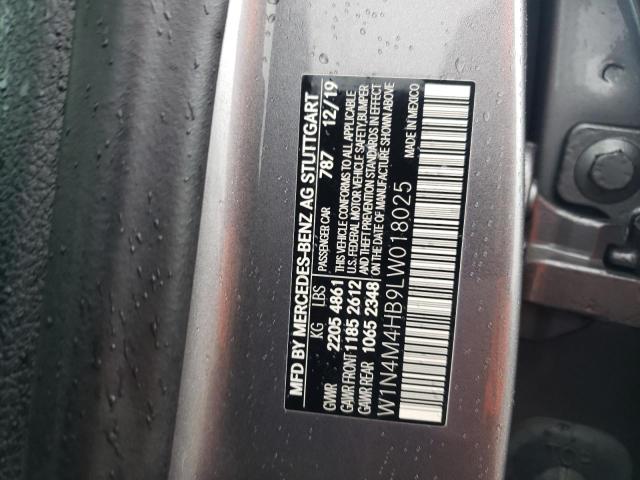 MFD BY MERCEDES-BENZ AG STUTTGART
KG LBS PASSENGER CAR 787 12/19
GVWR 2205 4861 THIS VEHICLE CONFORMS TO ALL APPLICABLE
GAWR FRONT 1185 2612 U.S. FEDERAL MOTOR VEHICLE SAFETY, BUMPER
GAWR REAR 1065 2348 AND THEFT PREVENTION STANDARDS IN EFFECT
ON THE DATE OF MANUFACTURE SHOWN ABOVE
W1N4M4HB9LW018025 MADE IN MEXICO